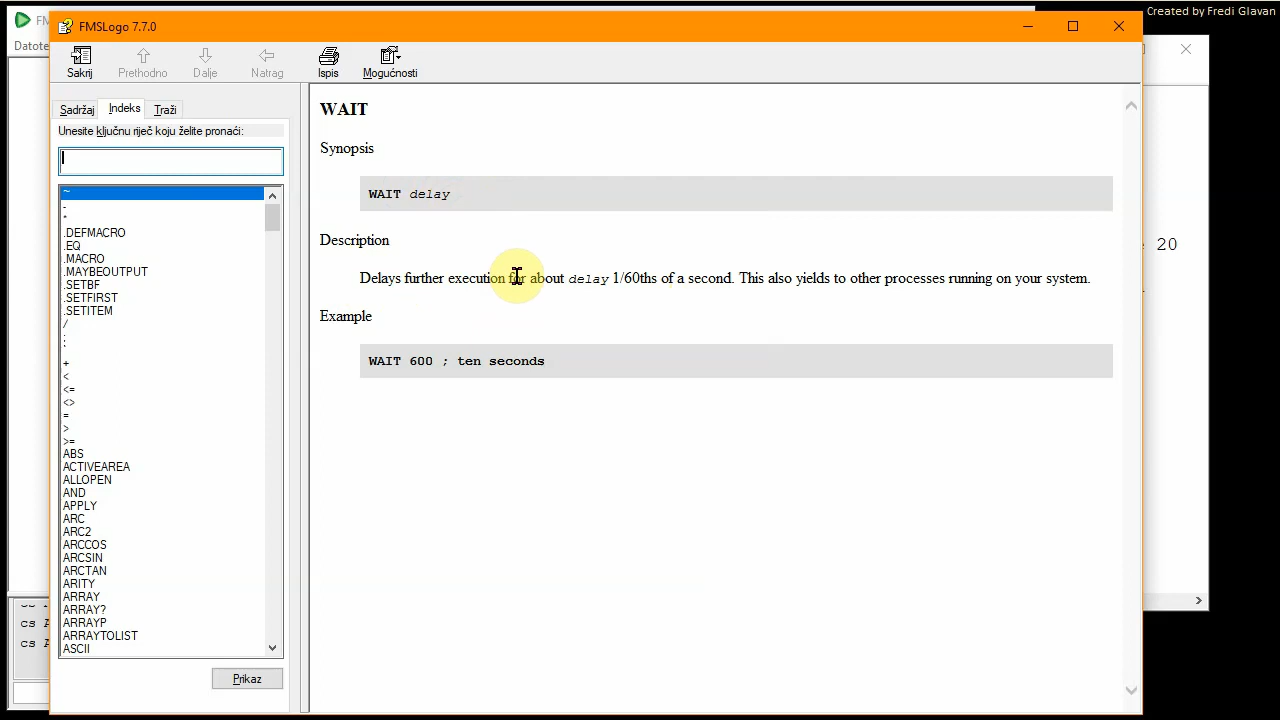 Created by Fredi Glavan
FMSLogo 7.7.0
Datote
Sakrij
Prethodno
Dalje
Natrag
Ispis
Mogućnosti
Sadržaj
Indeks
Traži
Unesite ključnu riječ koju želite pronaći:
~
-
*
.DEFMACRO
.EQ
.MACRO
.MAYBEOUTPUT
.SETBF
.SETFIRST
.SETITEM
/
:
+
<
<=
<>
=
>
>=
ABS
ACTIVEAREA
ALLOPEN
AND
APPLY
ARC
ARC2
ARCCOS
ARCSIN
ARCTAN
ARITY
ARRAY
ARRAY?
ARRAYP
ARRAYTOLIST
ASCII
Prikaz
WAIT
Synopsis
WAIT delay
Description
Delays further execution for about delay 1/60ths of a second. This also yields to other processes running on your system.
Example
WAIT 600 ; ten seconds
20
cs
cs